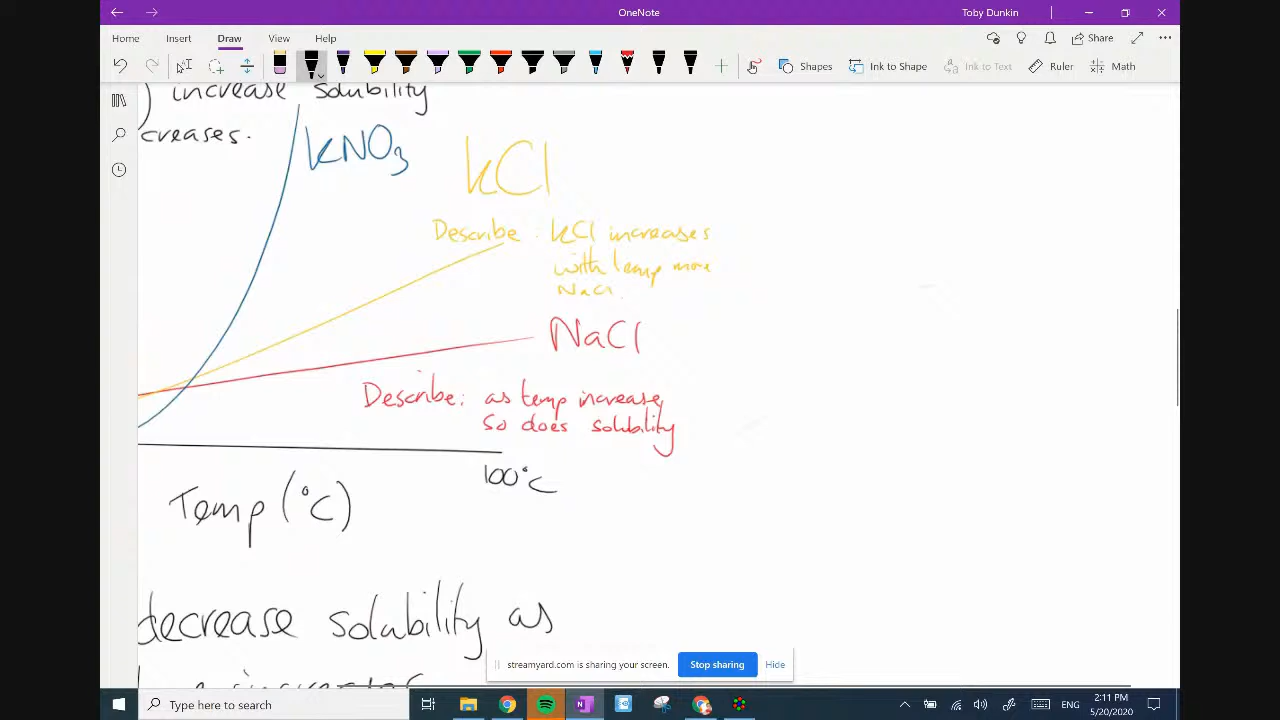 OneNote
Toby Dunkin
Home Insert Draw View Help
Share
Shapes Ink to Shape Ink to Text Ruler Math
) increase solubility
creases.
KNO3
KCl
Describe : KCl increases
with temp more
NaCl.
NaCl
Describe: as temp increase,
So does solubility
100°C
Temp (°C)
decrease solubility as
streamyard.com is sharing your screen. Stop sharing Hide
Type here to search
ENG
2:11 PM
5/20/2020